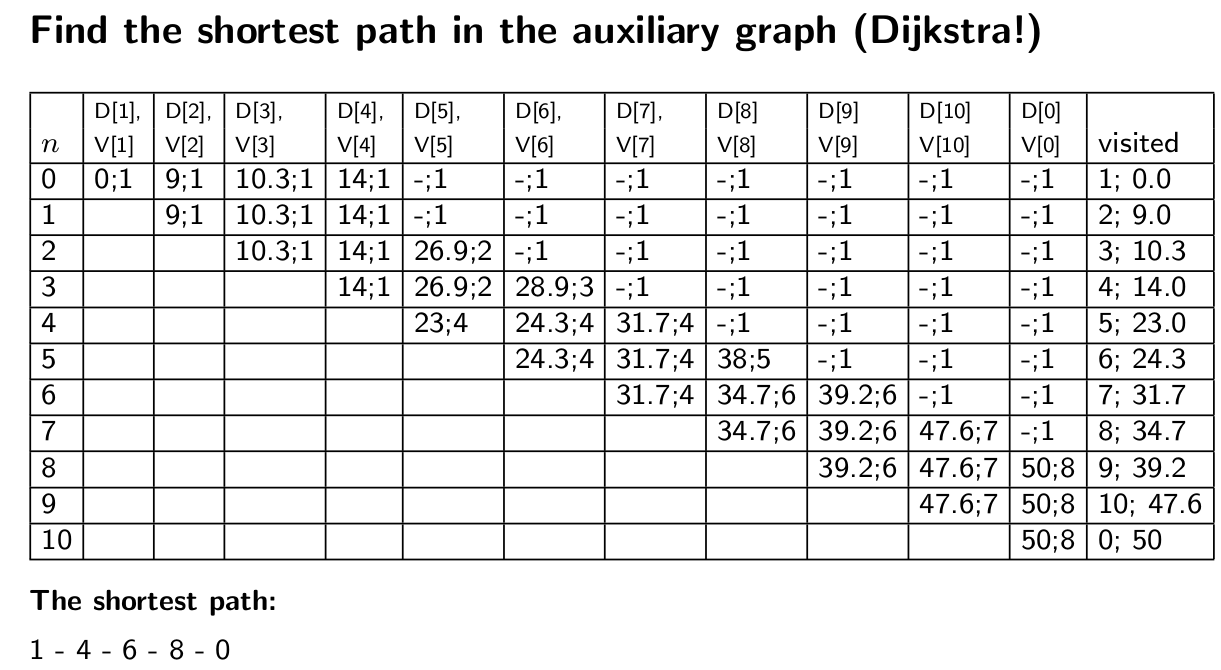 Find the shortest path in the auxiliary graph (Dijkstra!)
D[1], D[2], D[3], D[4], D[5], D[6], D[7], D[8] D[9] D[10] D[0]
n V[1] V[2] V[3] V[4] V[5] V[6] V[7] V[8] V[9] V[10] V[0] visited
0 0;1 9;1 10.3;1 14;1 -;1 -;1 -;1 -;1 -;1 -;1 -;1 1; 0.0
1 9;1 10.3;1 14;1 -;1 -;1 -;1 -;1 -;1 -;1 -;1 2; 9.0
2 10.3;1 14;1 26.9;2 -;1 -;1 -;1 -;1 -;1 -;1 3; 10.3
3 14;1 26.9;2 28.9;3 -;1 -;1 -;1 -;1 -;1 4; 14.0
4 23;4 24.3;4 31.7;4 -;1 -;1 -;1 -;1 5; 23.0
5 24.3;4 31.7;4 38;5 -;1 -;1 -;1 6; 24.3
6 31.7;4 34.7;6 39.2;6 -;1 -;1 7; 31.7
7 34.7;6 39.2;6 47.6;7 -;1 8; 34.7
8 39.2;6 47.6;7 50;8 9; 39.2
9 47.6;7 50;8 10; 47.6
10 50;8 0; 50
The shortest path:
1 - 4 - 6 - 8 - 0